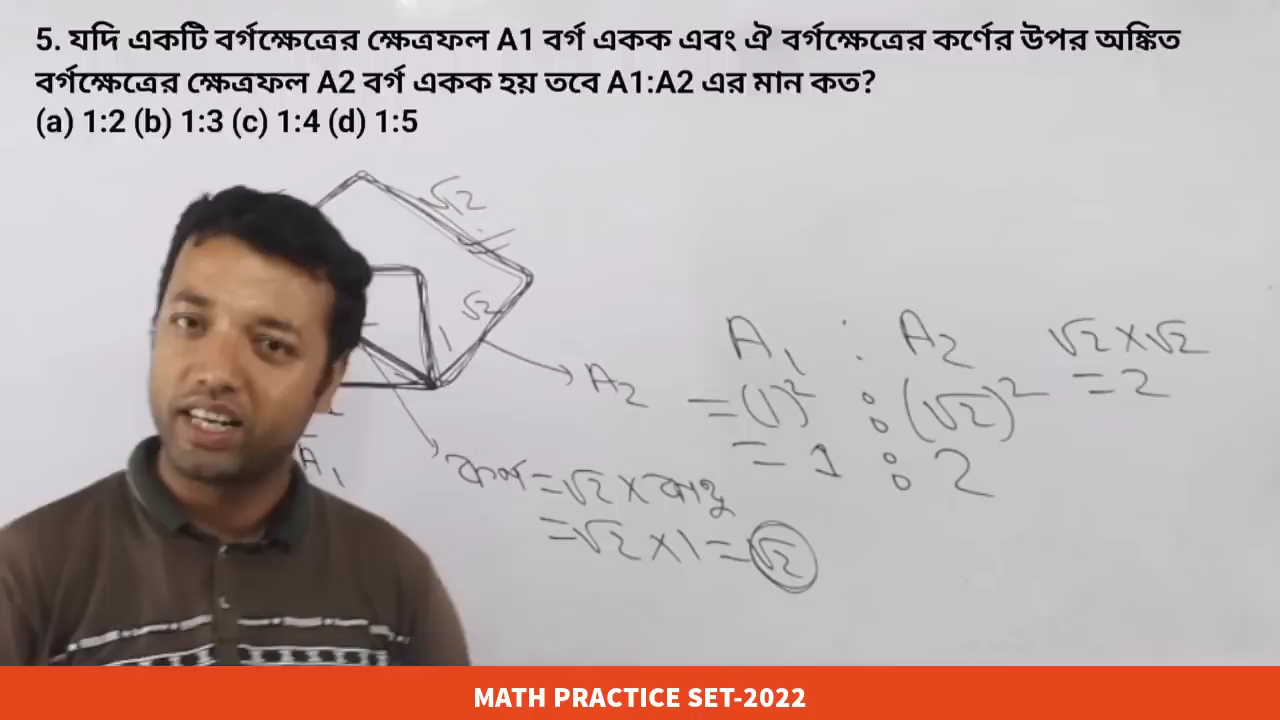 5. যদি একটি বর্গক্ষেত্রের ক্ষেত্রফল A1 বর্গ একক এবং ঐ বর্গক্ষেত্রের কর্ণের উপর অঙ্কিত
বর্গক্ষেত্রের ক্ষেত্রফল A2 বর্গ একক হয় তবে A1:A2 এর মান কত?
(a) 1:2 (b) 1:3 (c) 1:4 (d) 1:5
√2
√2
1
A₂
A₁
কর্ণ = √2 × বাহু
= √2 × 1 = √2
A₁ : A₂
= (1)² : (√2)²
= 1 : 2
√2 × √2
= 2
MATH PRACTICE SET-2022